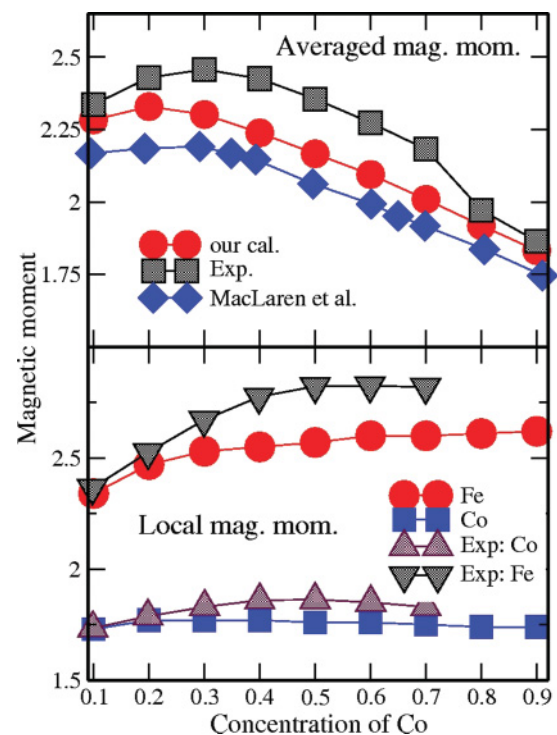 Averaged mag. mom.
2.5
2.25
2
1.75
our cal.
Exp.
MacLaren et al.
Magnetic moment
2.5
2
1.5
Local mag. mom.
Fe
Co
Exp: Co
Exp: Fe
0.1 0.2 0.3 0.4 0.5 0.6 0.7 0.8 0.9
Concentration of Co